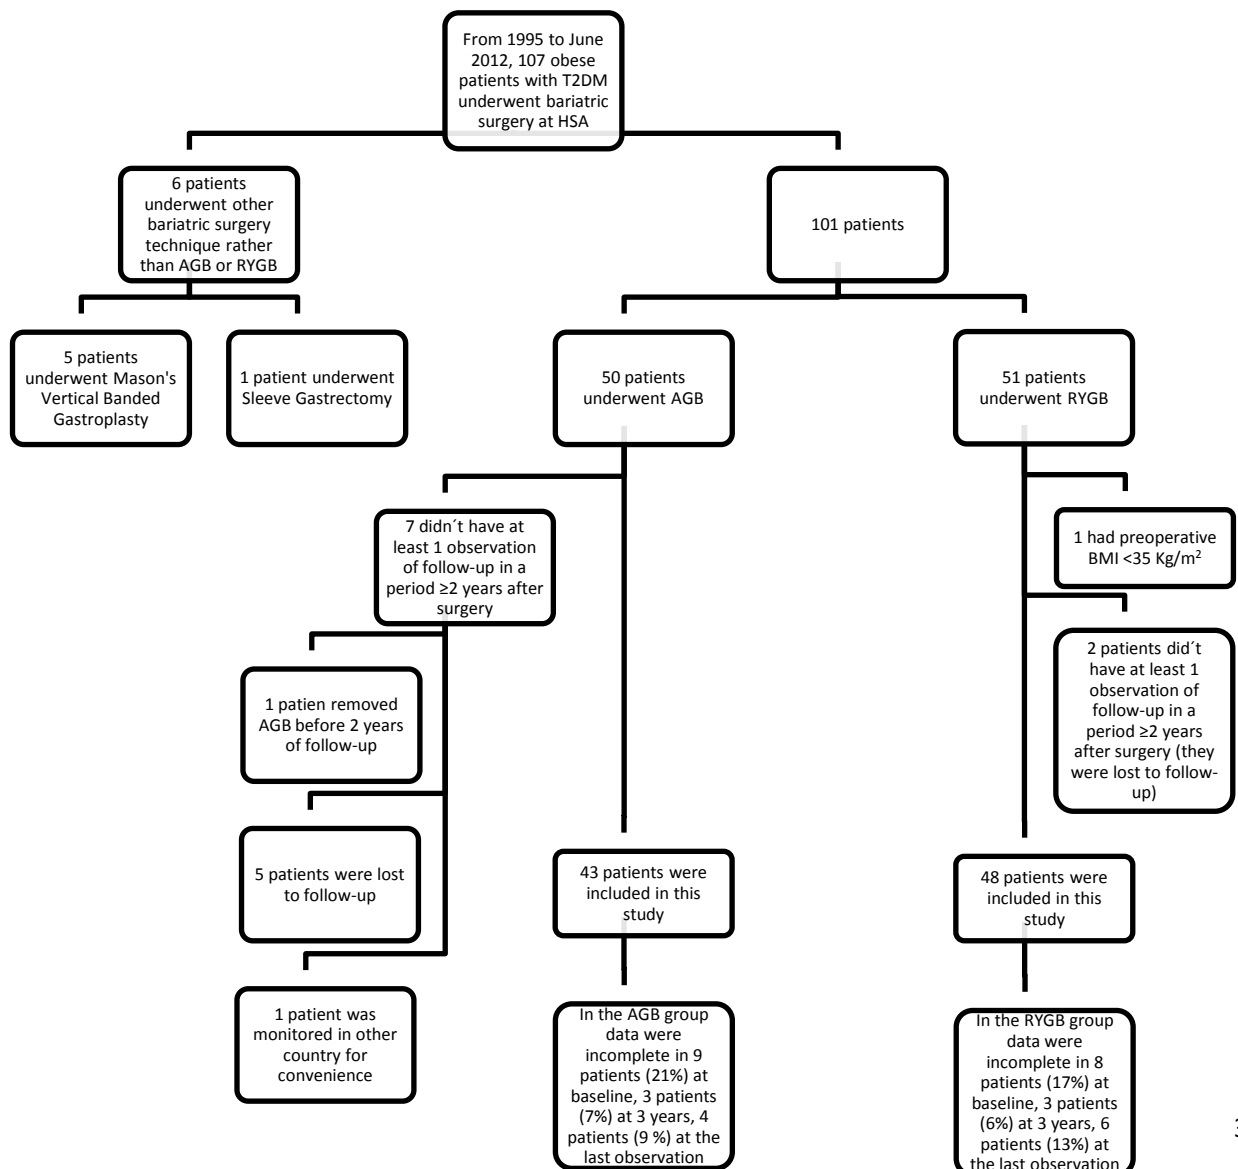 From 1995 to June
2012, 107 obese
patients with T2DM
underwent bariatric
surgery at HSA
6 patients
underwent other
bariatric surgery
technique rather
than AGB or RYGB
101 patients
5 patients
underwent Mason's
Vertical Banded
Gastroplasty
1 patient underwent
Sleeve Gastrectomy
50 patients
underwent AGB
51 patients
underwent RYGB
7 didn´t have at
least 1 observation
of follow-up in a
period ≥2 years after
surgery
1 had preoperative
BMI <35 Kg/m²
1 patien removed
AGB before 2 years
of follow-up
2 patients did´t
have at least 1
observation of
follow-up in a
period ≥2 years
after surgery (they
were lost to follow-
up)
5 patients were lost
to follow-up
43 patients were
included in this
study
48 patients were
included in this
study
1 patient was
monitored in other
country for
convenience
In the AGB group
data were
incomplete in 9
patients (21%) at
baseline, 3 patients
(7%) at 3 years, 4
patients (9 %) at the
last observation
In the RYGB group
data were
incomplete in 8
patients (17%) at
baseline, 3 patients
(6%) at 3 years, 6
patients (13%) at
the last observation